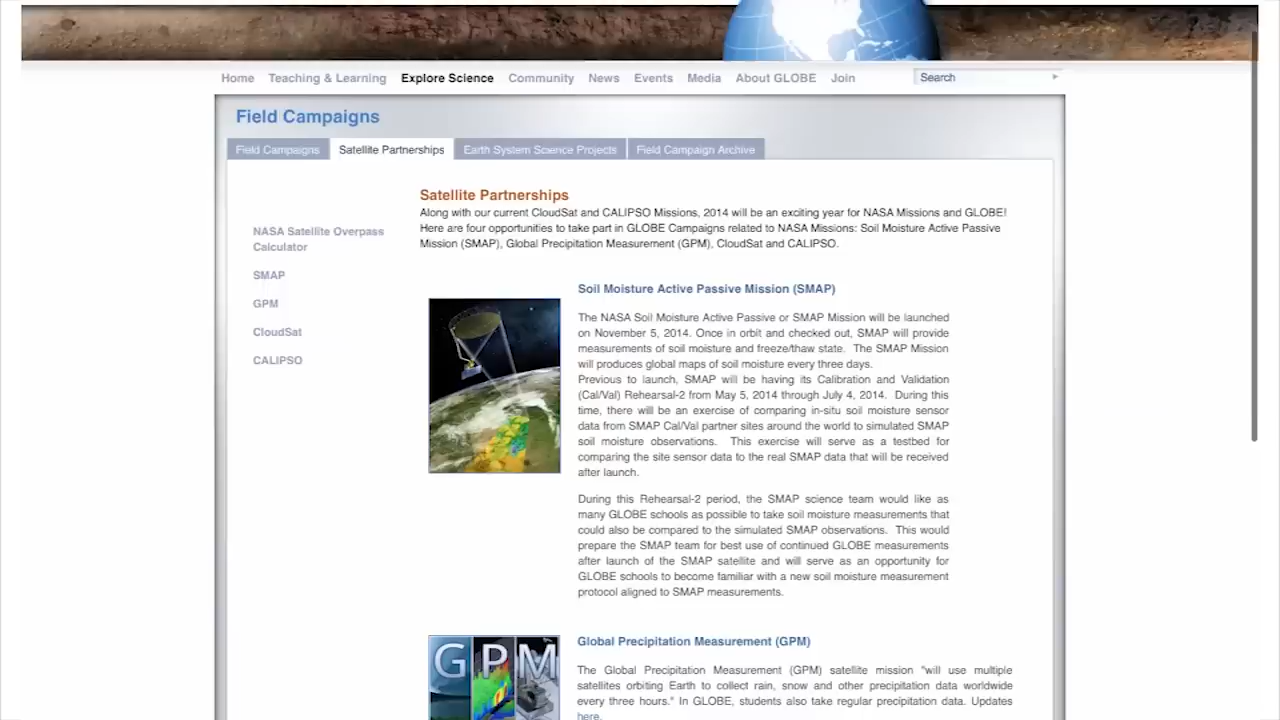 Home Teaching & Learning Explore Science Community News Events Media About GLOBE Join Search
Field Campaigns
Field Campaigns Satellite Partnerships Earth System Science Projects Field Campaign Archive
NASA Satellite Overpass
Calculator
SMAP
GPM
CloudSat
CALIPSO
Satellite Partnerships
Along with our current CloudSat and CALIPSO Missions, 2014 will be an exciting year for NASA Missions and GLOBE!
Here are four opportunities to take part in GLOBE Campaigns related to NASA Missions: Soil Moisture Active Passive
Mission (SMAP), Global Precipitation Measurement (GPM), CloudSat and CALIPSO.
Soil Moisture Active Passive Mission (SMAP)
The NASA Soil Moisture Active Passive or SMAP Mission will be launched
on November 5, 2014. Once in orbit and checked out, SMAP will provide
measurements of soil moisture and freeze/thaw state. The SMAP Mission
will produces global maps of soil moisture every three days.
Previous to launch, SMAP will be having its Calibration and Validation
(Cal/Val) Rehearsal-2 from May 5, 2014 through July 4, 2014. During this
time, there will be an exercise of comparing in-situ soil moisture sensor
data from SMAP Cal/Val partner sites around the world to simulated SMAP
soil moisture observations. This exercise will serve as a testbed for
comparing the site sensor data to the real SMAP data that will be received
after launch.
During this Rehearsal-2 period, the SMAP science team would like as
many GLOBE schools as possible to take soil moisture measurements that
could also be compared to the simulated SMAP observations. This would
prepare the SMAP team for best use of continued GLOBE measurements
after launch of the SMAP satellite and will serve as an opportunity for
GLOBE schools to become familiar with a new soil moisture measurement
protocol aligned to SMAP measurements.
GPM
Global Precipitation Measurement (GPM)
The Global Precipitation Measurement (GPM) satellite mission "will use multiple
satellites orbiting Earth to collect rain, snow and other precipitation data worldwide
every three hours." In GLOBE, students also take regular precipitation data. Updates
here.